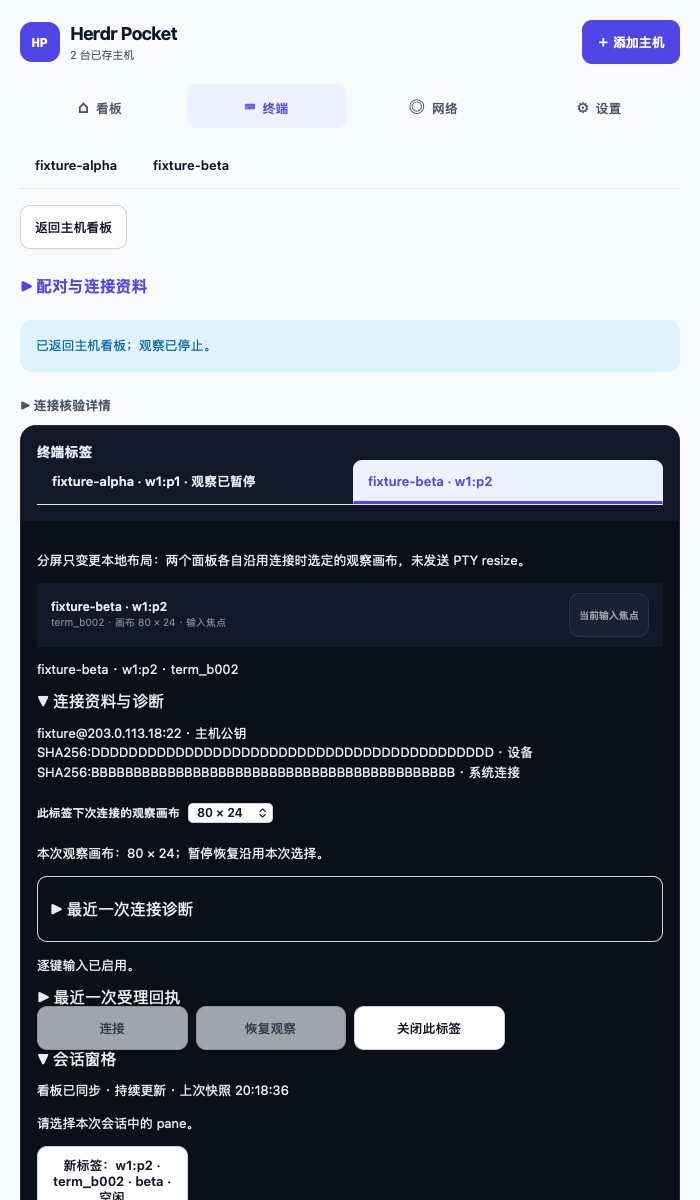 HP
Herdr Pocket
2 台已存主机
+ 添加主机
看板
终端
网络
设置
fixture-alpha
fixture-beta
返回主机看板
▶ 配对与连接资料
已返回主机看板；观察已停止。
▶ 连接核验详情
终端标签
fixture-alpha · w1:p1 · 观察已暂停
fixture-beta · w1:p2
分屏只变更本地布局：两个面板各自沿用连接时选定的观察画布，未发送 PTY resize。
fixture-beta · w1:p2
term_b002 · 画布 80 × 24 · 输入焦点
当前输入焦点
fixture-beta · w1:p2 · term_b002
▼ 连接资料与诊断
fixture@203.0.113.18:22 · 主机公钥
SHA256:DDDDDDDDDDDDDDDDDDDDDDDDDDDDDDDDDDDDDDDDDDD · 设备
SHA256:BBBBBBBBBBBBBBBBBBBBBBBBBBBBBBBBBBBBBBBBBBB · 系统连接
此标签下次连接的观察画布
80 × 24
本次观察画布：80 × 24；暂停恢复沿用本次选择。
▶ 最近一次连接诊断
逐键输入已启用。
▶ 最近一次受理回执
连接
恢复观察
关闭此标签
▼ 会话窗格
看板已同步 · 持续更新 · 上次快照 20:18:36
请选择本次会话中的 pane。
新标签：w1:p2 ·
term_b002 · beta ·
空闲